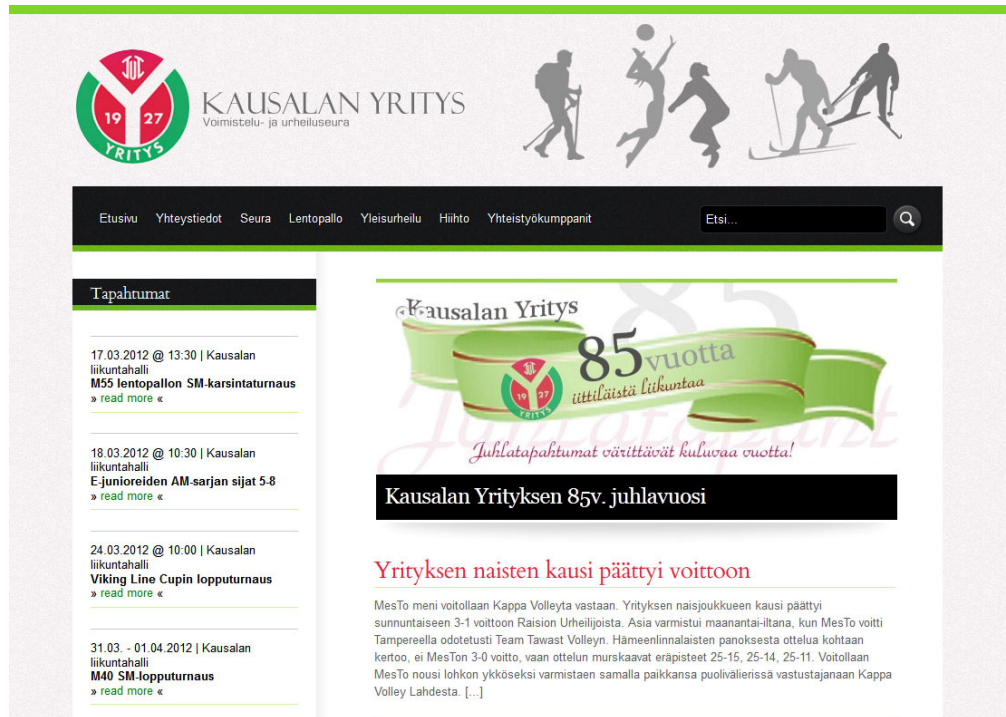 JUT
19 27
YRITYS
KAUSALAN YRITYS
Voimistelu- ja urheiluseura
Etusivu Yhteystiedot Seura Lentopallo Yleisurheilu Hiihto Yhteistyökumppanit Etsi...
Tapahtumat
17.03.2012 @ 13:30 | Kausalan
liikuntahalli
M55 lentopallon SM-karsintaturnaus
» read more «
18.03.2012 @ 10:30 | Kausalan
liikuntahalli
E-junioreiden AM-sarjan sijat 5-8
» read more «
24.03.2012 @ 10:00 | Kausalan
liikuntahalli
Viking Line Cupin lopputurnaus
» read more «
31.03. - 01.04.2012 | Kausalan
liikuntahalli
M40 SM-lopputurnaus
» read more «
85
Kausalan Yritys
85 vuotta
iittiläistä liikuntaa
JUT
19 27
YRITYS
Juhlatapahtumat värittävät kuluvaa vuotta!
Kausalan Yrityksen 85v. juhlavuosi
Yrityksen naisten kausi päättyi voittoon
MesTo meni voitollaan Kappa Volleyta vastaan. Yrityksen naisjoukkueen kausi päättyi
sunnuntaiseen 3-1 voittoon Raision Urheilijoista. Asia varmistui maanantai-iltana, kun MesTo voitti
Tampereella odotetusti Team Tawast Volleyn. Hämeenlinnalaisten panoksesta ottelua kohtaan
kertoo, ei MesTon 3-0 voitto, vaan ottelun murskaavat eräpisteet 25-15, 25-14, 25-11. Voitollaan
MesTo nousi lohkon ykköseksi varmistaen samalla paikkansa puolivälierissä vastustajanaan Kappa
Volley Lahdesta. [...]